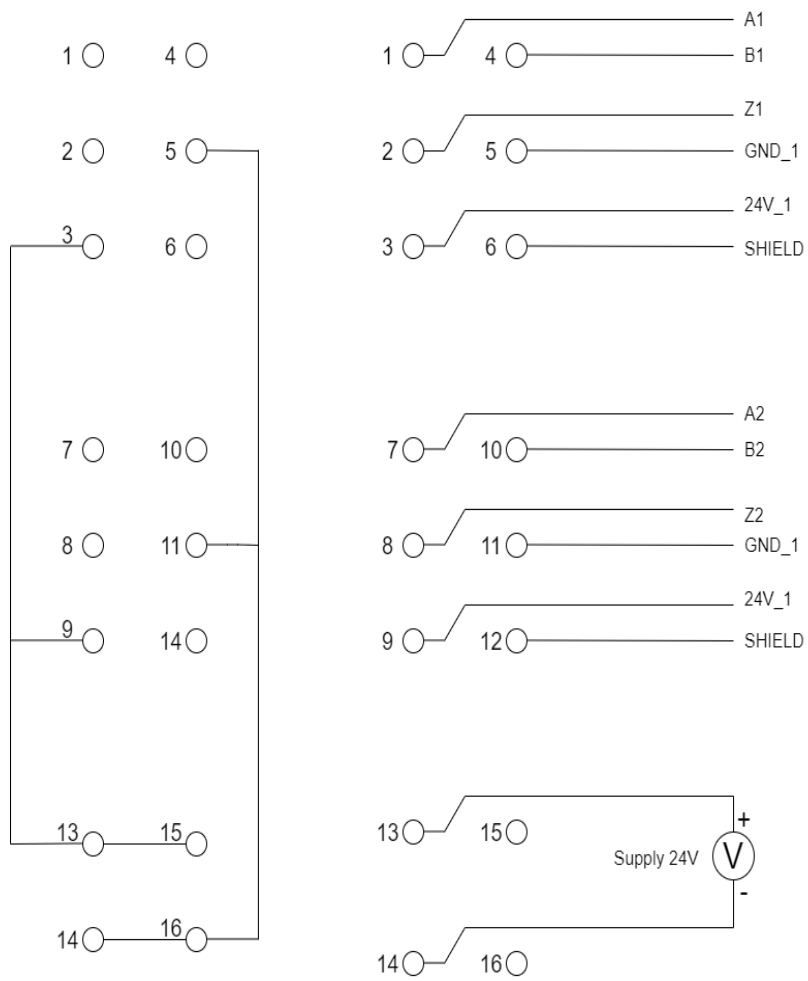 A1
1 4 1 4 B1
Z1
2 5 2 5 GND_1
24V_1
3 6 3 6 SHIELD
A2
7 10 7 10 B2
Z2
8 11 8 11 GND_1
24V_1
9 14 9 12 SHIELD
13 15 13 15 +
Supply 24V V
-
14 16 14 16